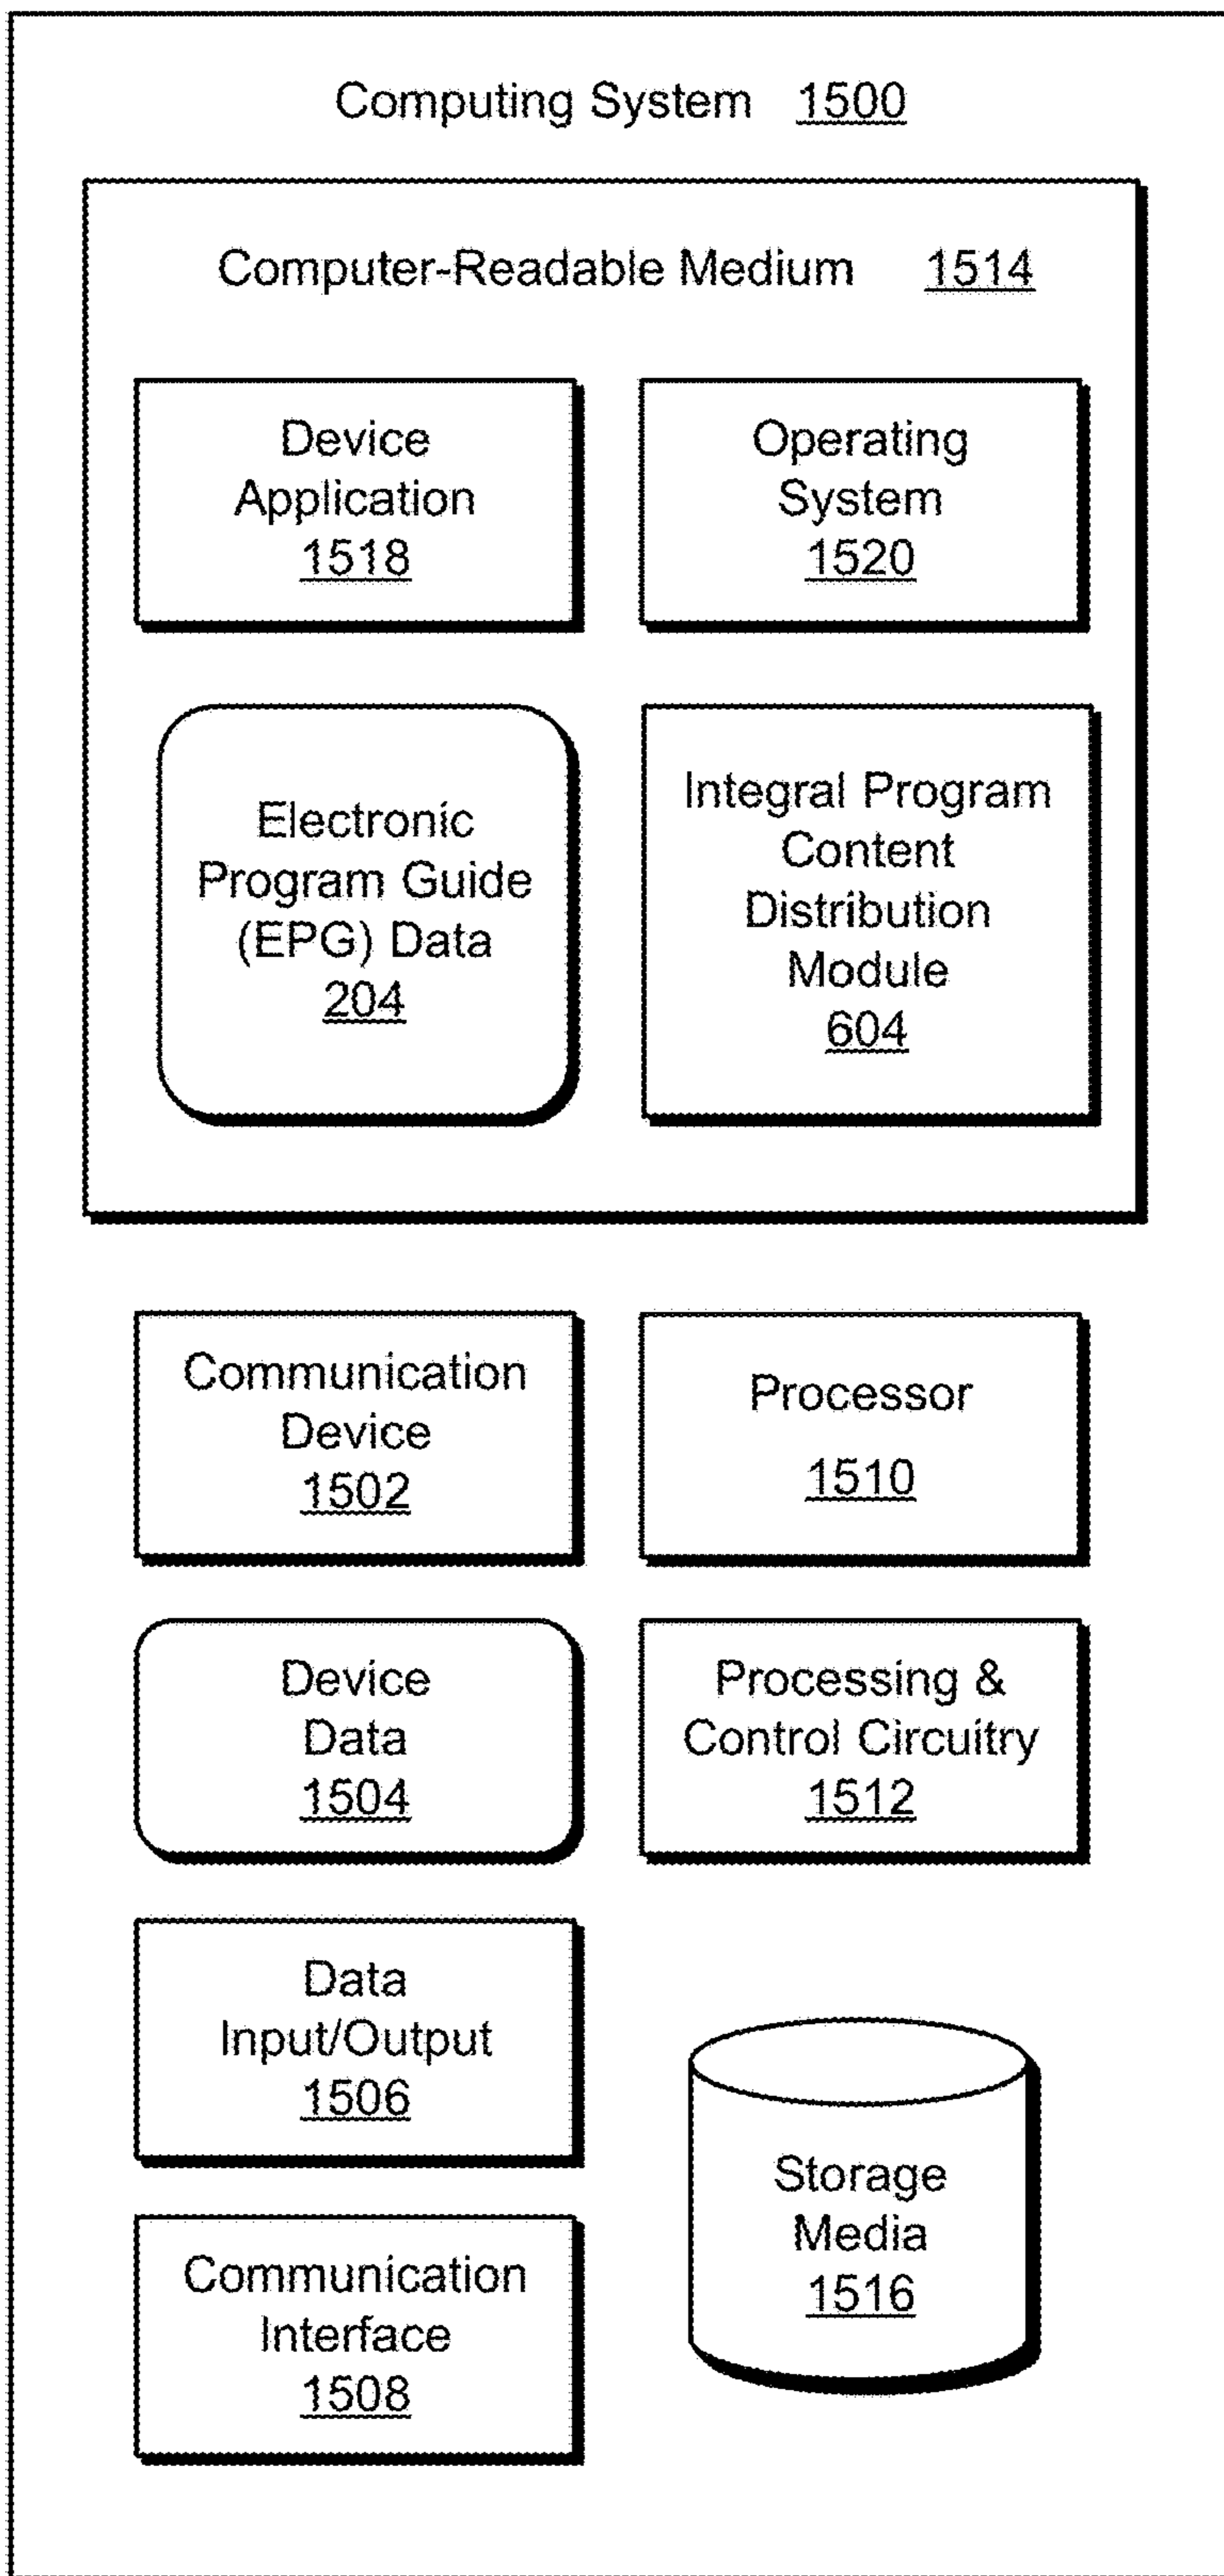 Computing System 1500
Computer-Readable Medium 1514
Device
Application
1518
Operating
System
1520
Electronic
Program Guide
(EPG) Data
204
Integral Program
Content
Distribution
Module
604
Communication
Device
1502
Processor
1510
Device
Data
1504
Processing &
Control Circuitry
1512
Data
Input/Output
1506
Storage
Media
1516
Communication
Interface
1508